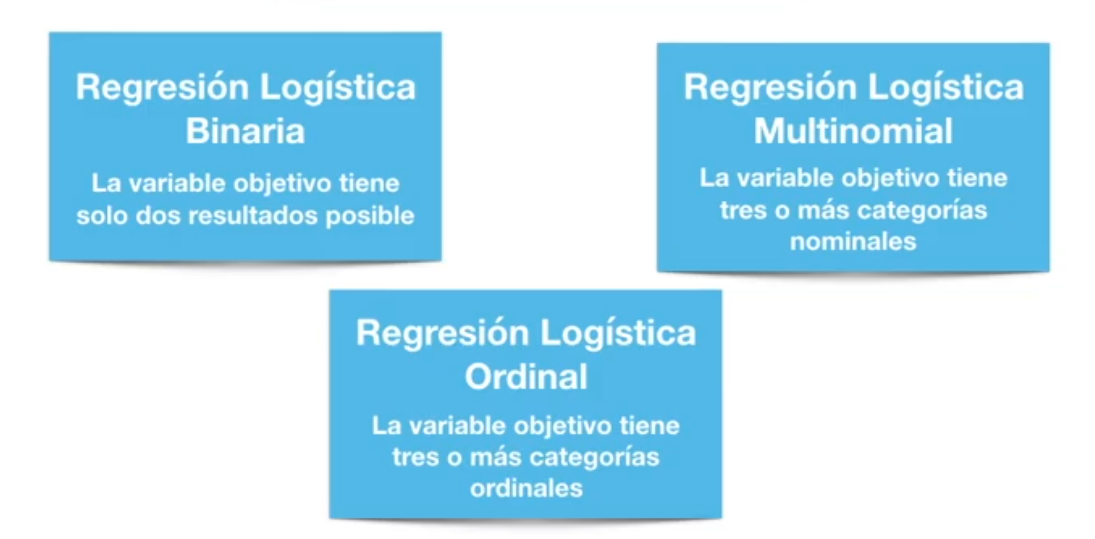 Regresión Logística
Binaria
La variable objetivo tiene
solo dos resultados posible
Regresión Logística
Multinomial
La variable objetivo tiene
tres o más categorías
nominales
Regresión Logística
Ordinal
La variable objetivo tiene
tres o más categorías
ordinales